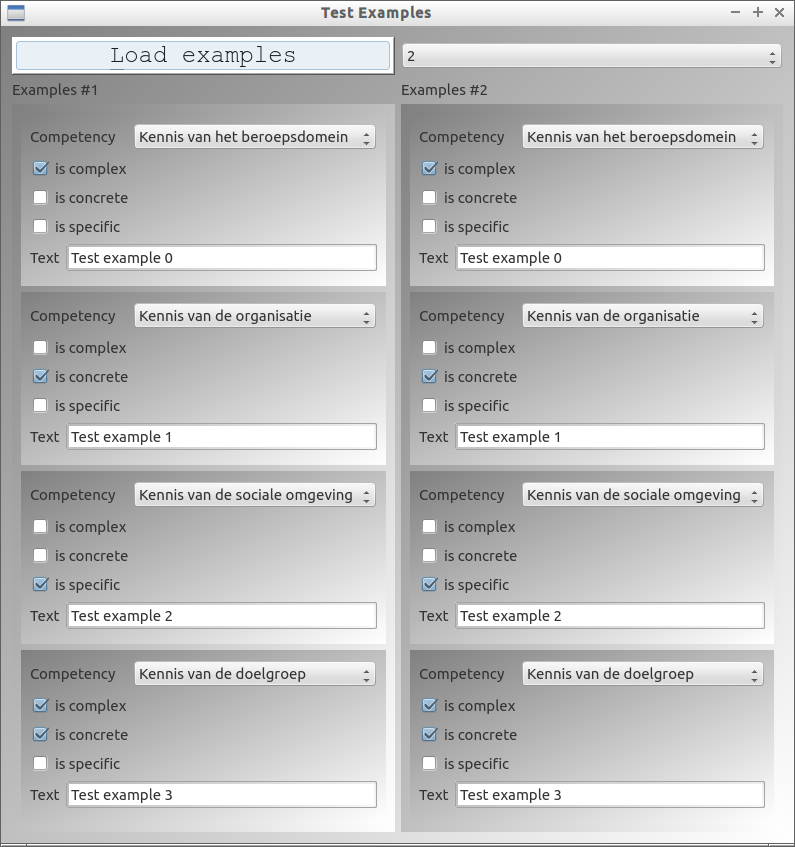 Test Examples
Load examples
2
Examples #1
Competency Kennis van het beroepsdomein
is complex
is concrete
is specific
Text Test example 0
Competency Kennis van de organisatie
is complex
is concrete
is specific
Text Test example 1
Competency Kennis van de sociale omgeving
is complex
is concrete
is specific
Text Test example 2
Competency Kennis van de doelgroep
is complex
is concrete
is specific
Text Test example 3
Examples #2
Competency Kennis van het beroepsdomein
is complex
is concrete
is specific
Text Test example 0
Competency Kennis van de organisatie
is complex
is concrete
is specific
Text Test example 1
Competency Kennis van de sociale omgeving
is complex
is concrete
is specific
Text Test example 2
Competency Kennis van de doelgroep
is complex
is concrete
is specific
Text Test example 3